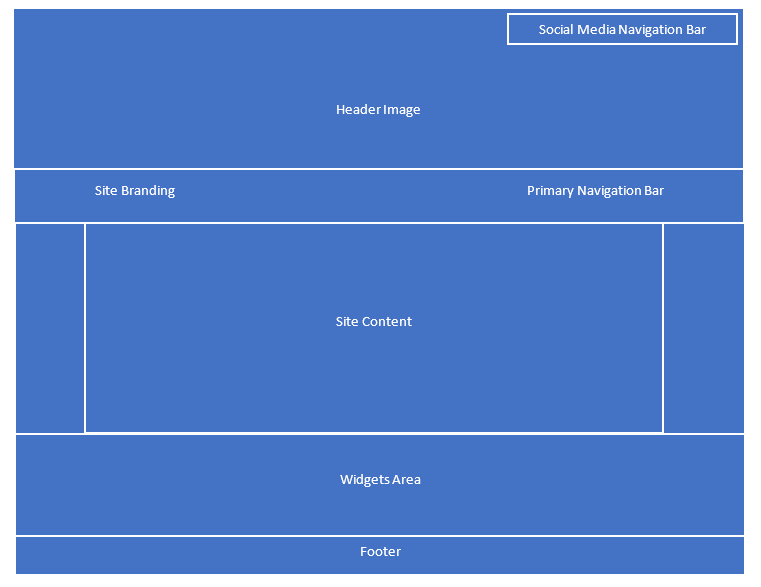 Social Media Navigation Bar
Header Image
Site Branding
Primary Navigation Bar
Site Content
Widgets Area
Footer